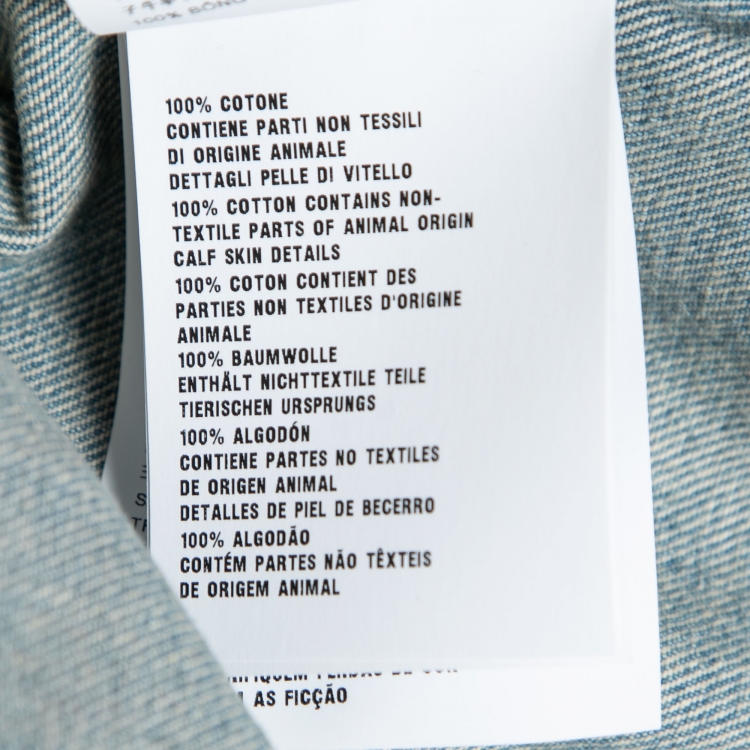 100% BÔNG
100% COTONE
CONTIENE PARTI NON TESSILI
DI ORIGINE ANIMALE
DETTAGLI PELLE DI VITELLO
100% COTTON CONTAINS NON-
TEXTILE PARTS OF ANIMAL ORIGIN
CALF SKIN DETAILS
100% COTON CONTIENT DES
PARTIES NON TEXTILES D'ORIGINE
ANIMALE
100% BAUMWOLLE
ENTHÄLT NICHTTEXTILE TEILE
TIERISCHEN URSPRUNGS
100% ALGODÓN
CONTIENE PARTES NO TEXTILES
DE ORIGEN ANIMAL
DETALLES DE PIEL DE BECERRO
100% ALGODÃO
CONTÉM PARTES NÃO TÊXTEIS
DE ORIGEM ANIMAL
AS FICÇÃO